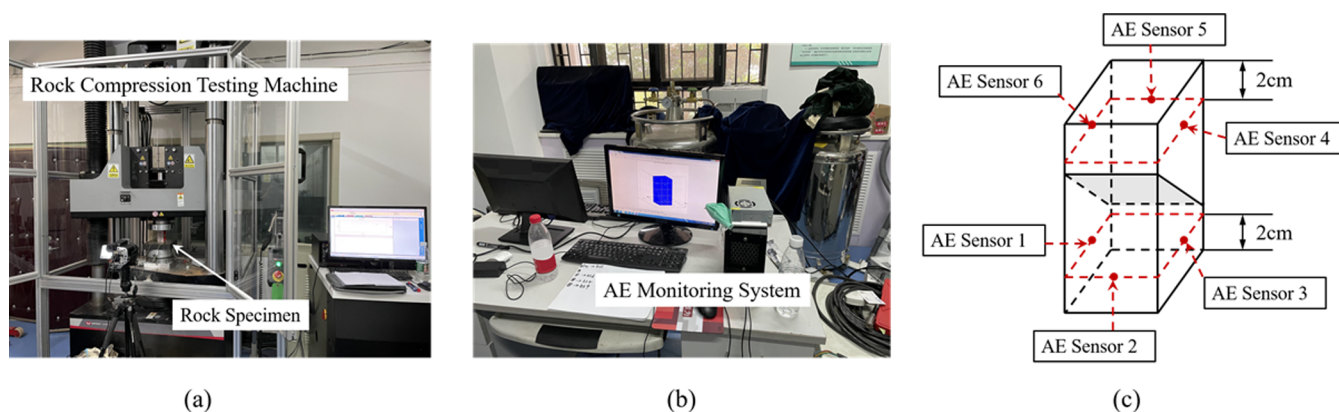 Rock Compression Testing Machine
Rock Specimen
(a)
AE Monitoring System
(b)
AE Sensor 5
AE Sensor 6
2cm
AE Sensor 4
AE Sensor 1
2cm
AE Sensor 3
AE Sensor 2
(c)